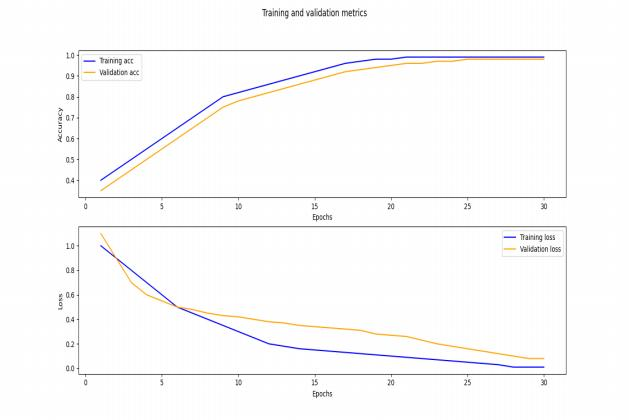 Training and validation metrics
Training acc
Validation acc
1.0
0.9
0.8
0.7
0.6
0.5
0.4
Accuracy
0 5 10 15 20 25 30
Epochs
Training loss
Validation loss
1.0
0.8
0.6
0.4
0.2
0.0
Loss
0 5 10 15 20 25 30
Epochs